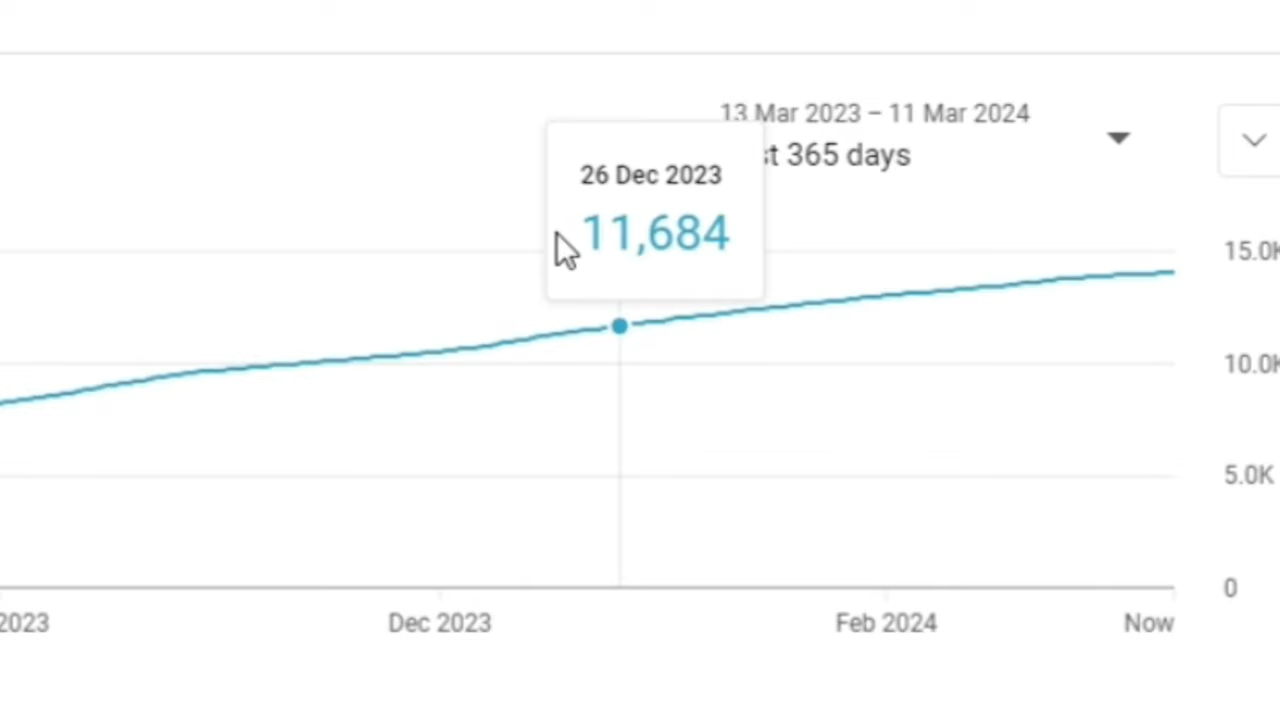 13 Mar 2023 – 11 Mar 2024
365 days
26 Dec 2023
11,684
15.0K
10.0K
5.0K
0
2023
Dec 2023
Feb 2024
Now